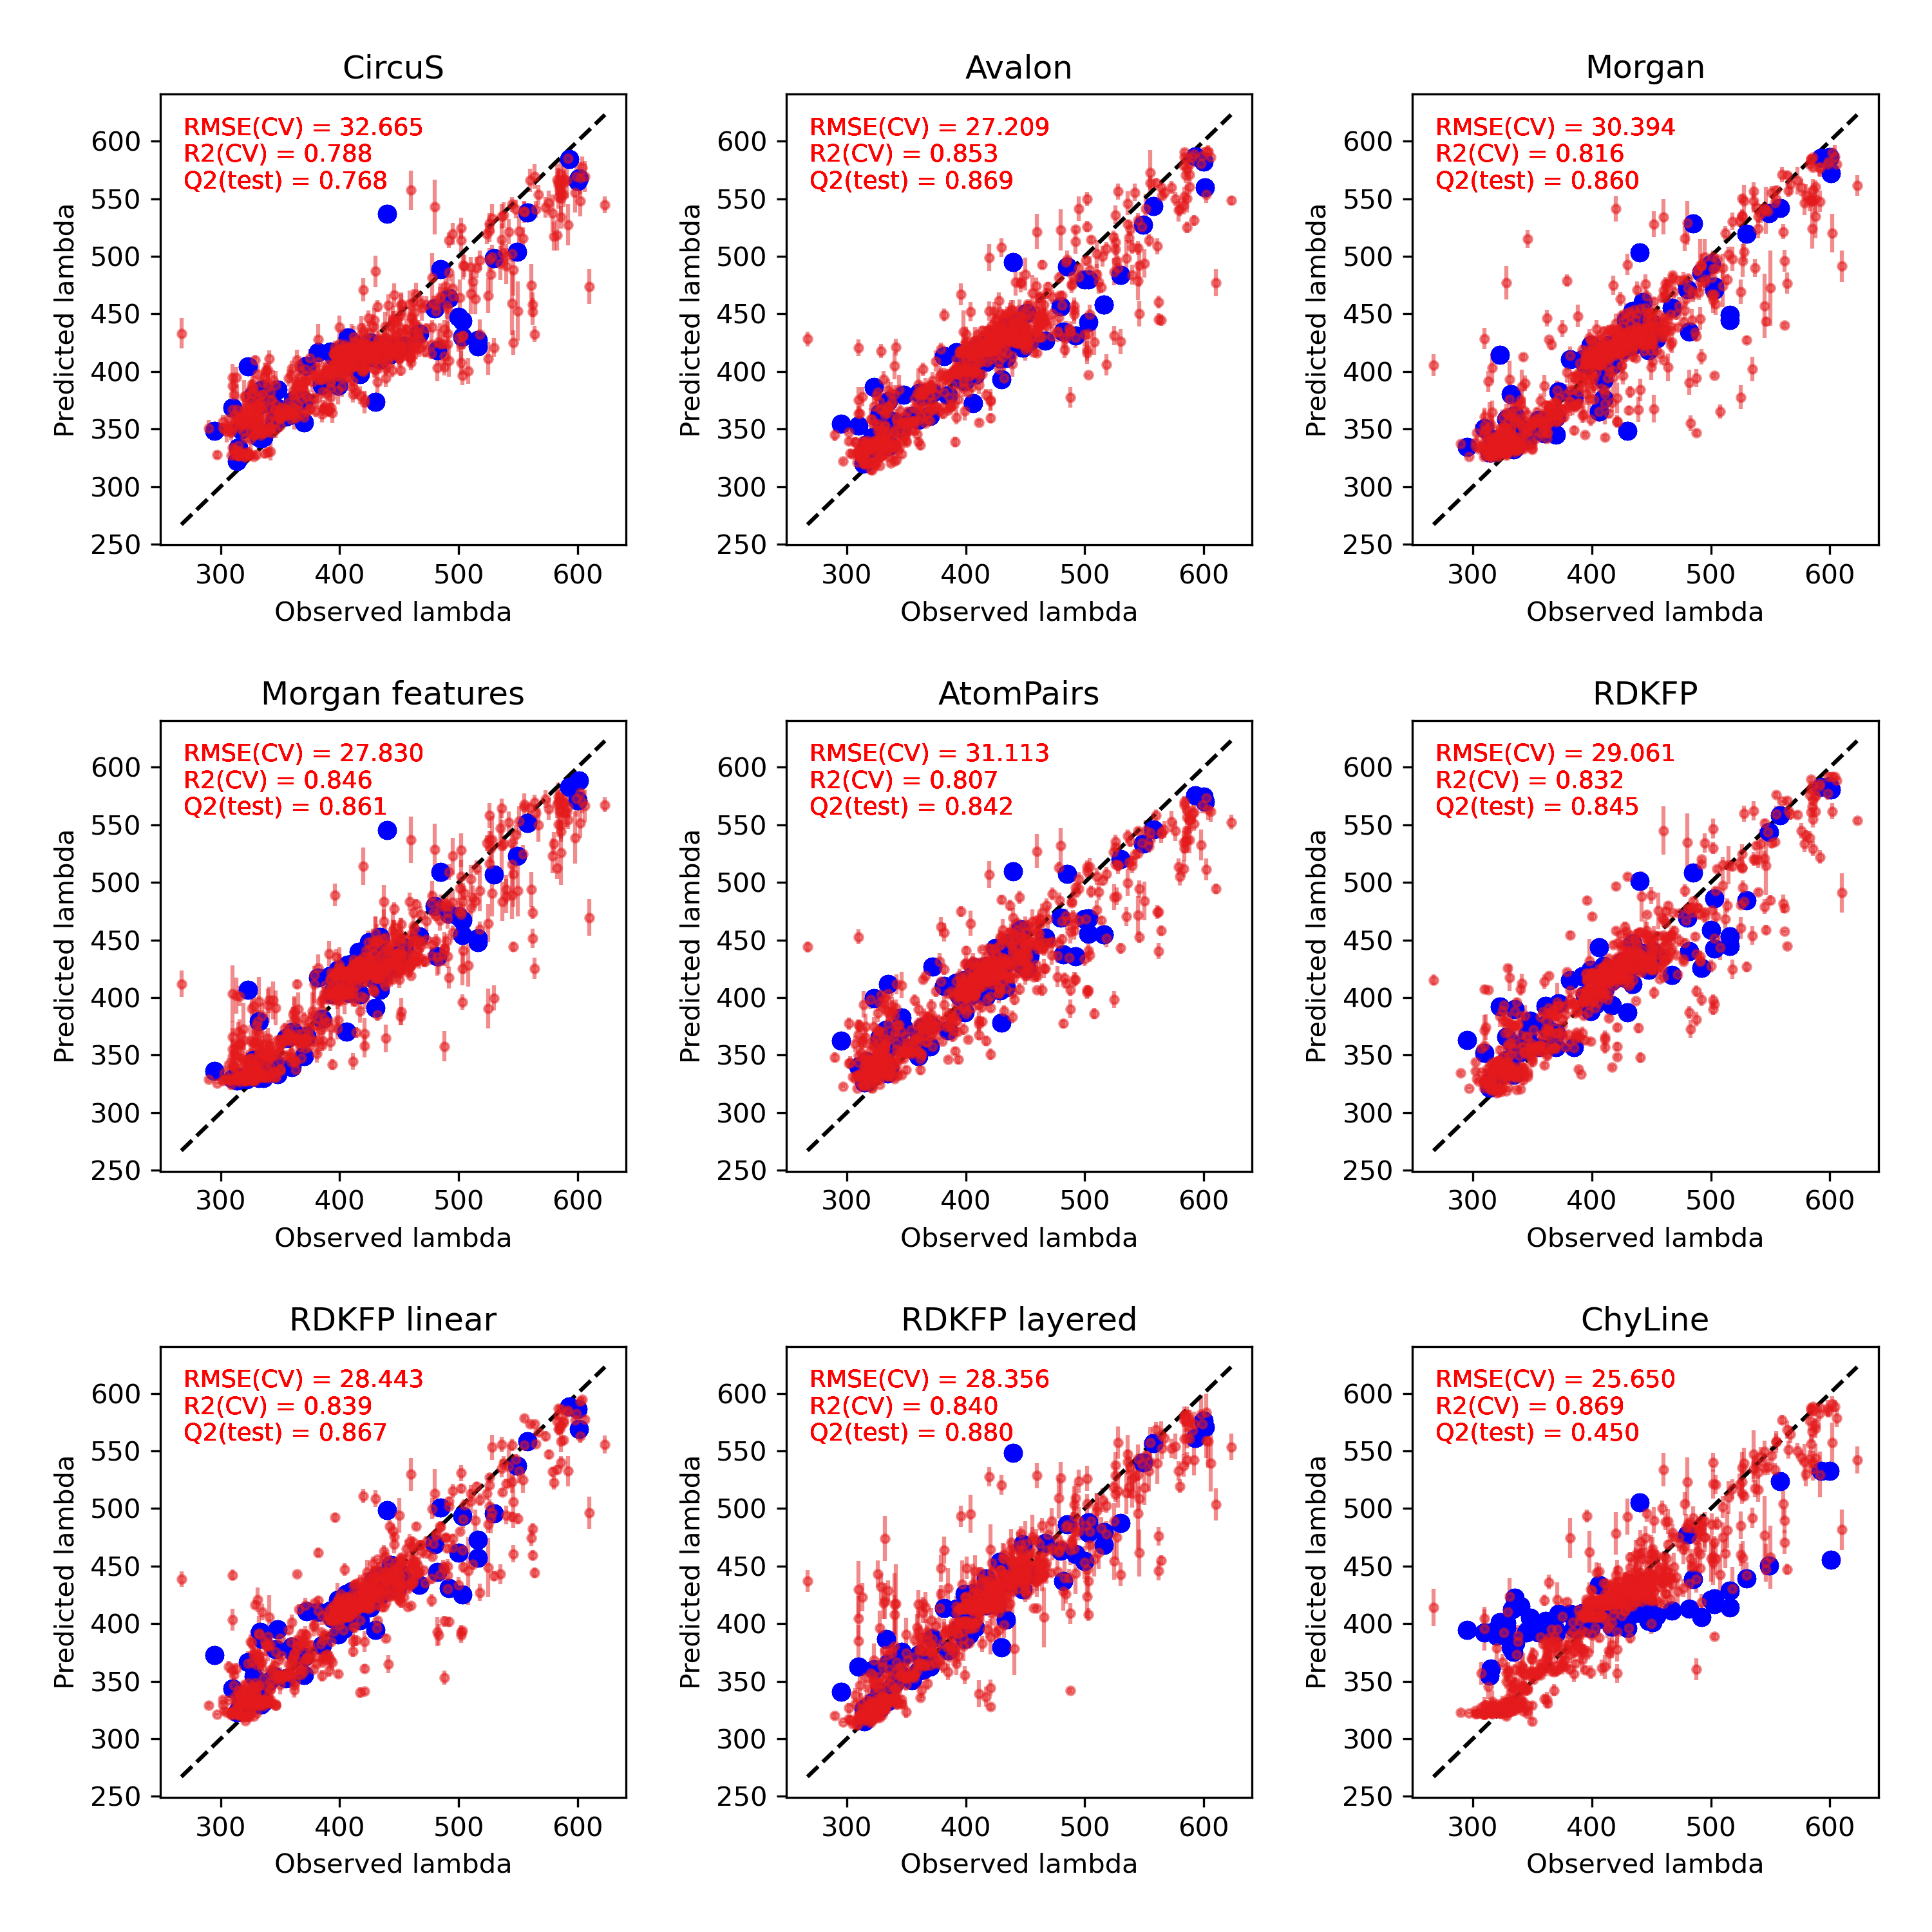 CircuS
RMSE(CV) = 32.665
R2(CV) = 0.788
Q2(test) = 0.768
Predicted lambda
600
550
500
450
400
350
300
250
300 400 500 600
Observed lambda
Avalon
RMSE(CV) = 27.209
R2(CV) = 0.853
Q2(test) = 0.869
Predicted lambda
600
550
500
450
400
350
300
250
300 400 500 600
Observed lambda
Morgan
RMSE(CV) = 30.394
R2(CV) = 0.816
Q2(test) = 0.860
Predicted lambda
600
550
500
450
400
350
300
250
300 400 500 600
Observed lambda
Morgan features
RMSE(CV) = 27.830
R2(CV) = 0.846
Q2(test) = 0.861
Predicted lambda
600
550
500
450
400
350
300
250
300 400 500 600
Observed lambda
AtomPairs
RMSE(CV) = 31.113
R2(CV) = 0.807
Q2(test) = 0.842
Predicted lambda
600
550
500
450
400
350
300
250
300 400 500 600
Observed lambda
RDKFP
RMSE(CV) = 29.061
R2(CV) = 0.832
Q2(test) = 0.845
Predicted lambda
600
550
500
450
400
350
300
250
300 400 500 600
Observed lambda
RDKFP linear
RMSE(CV) = 28.443
R2(CV) = 0.839
Q2(test) = 0.867
Predicted lambda
600
550
500
450
400
350
300
250
300 400 500 600
Observed lambda
RDKFP layered
RMSE(CV) = 28.356
R2(CV) = 0.840
Q2(test) = 0.880
Predicted lambda
600
550
500
450
400
350
300
250
300 400 500 600
Observed lambda
ChyLine
RMSE(CV) = 25.650
R2(CV) = 0.869
Q2(test) = 0.450
Predicted lambda
600
550
500
450
400
350
300
250
300 400 500 600
Observed lambda